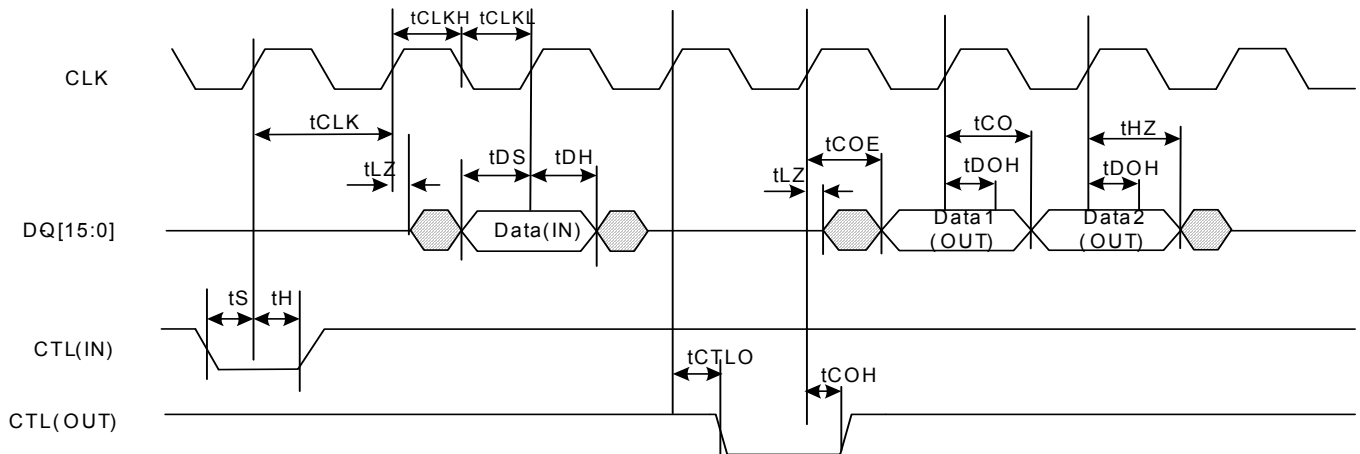 tCLKH tCLKL
CLK
tCLK
tCO
tHZ
tCOE
tLZ
tDS
tDH
tLZ
tDOH
tDOH
DQ[15:0]
Data(IN)
Data1
(OUT)
Data2
(OUT)
tS
tH
CTL(IN)
tCTLO
tCOH
CTL(OUT)